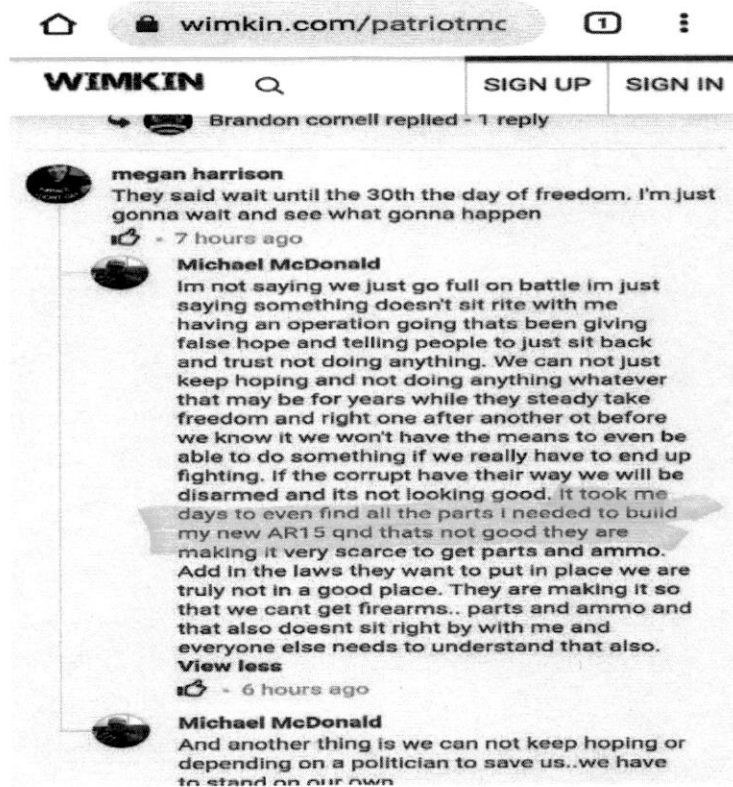 wimkin.com/patriotmc
1
WIMKIN
SIGN UP
SIGN IN
Brandon cornell replied - 1 reply
megan harrison
They said wait until the 30th the day of freedom. I'm just
gonna wait and see what gonna happen
- 7 hours ago
Michael McDonald
Im not saying we just go full on battle im just
saying something doesn't sit rite with me
having an operation going thats been giving
false hope and telling people to just sit back
and trust not doing anything. We can not just
keep hoping and not doing anything whatever
that may be for years while they steady take
freedom and right one after another ot before
we know it we won't have the means to even be
able to do something if we really have to end up
fighting. If the corrupt have their way we will be
disarmed and its not looking good. It took me
days to even find all the parts I needed to build
my new AR15 qnd thats not good they are
making it very scarce to get parts and ammo.
Add in the laws they want to put in place we are
truly not in a good place. They are making it so
that we cant get firearms.. parts and ammo and
that also doesnt sit right by with me and
everyone else needs to understand that also.
View less
- 6 hours ago
Michael McDonald
And another thing is we can not keep hoping or
depending on a politician to save us..we have
to stand on our own